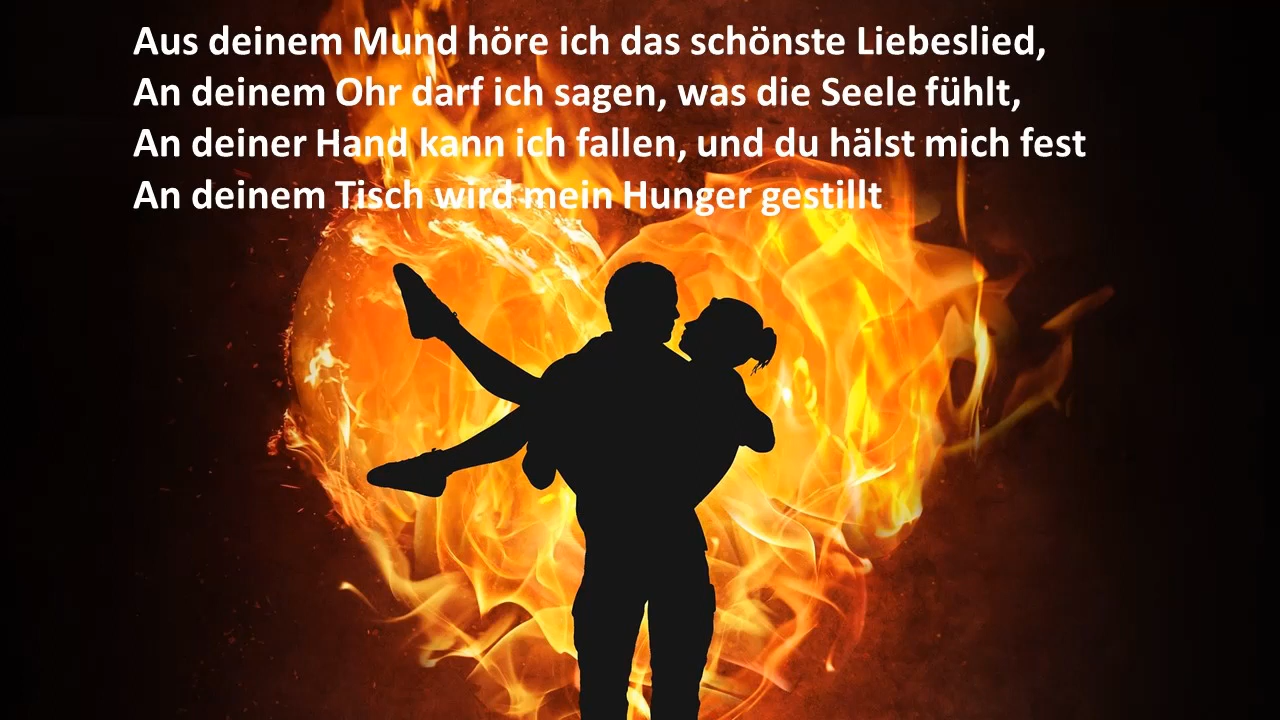 Aus deinem Mund höre ich das schönste Liebeslied,
An deinem Ohr darf ich sagen, was die Seele fühlt,
An deiner Hand kann ich fallen, und du hälst mich fest
An deinem Tisch wird mein Hunger gestillt